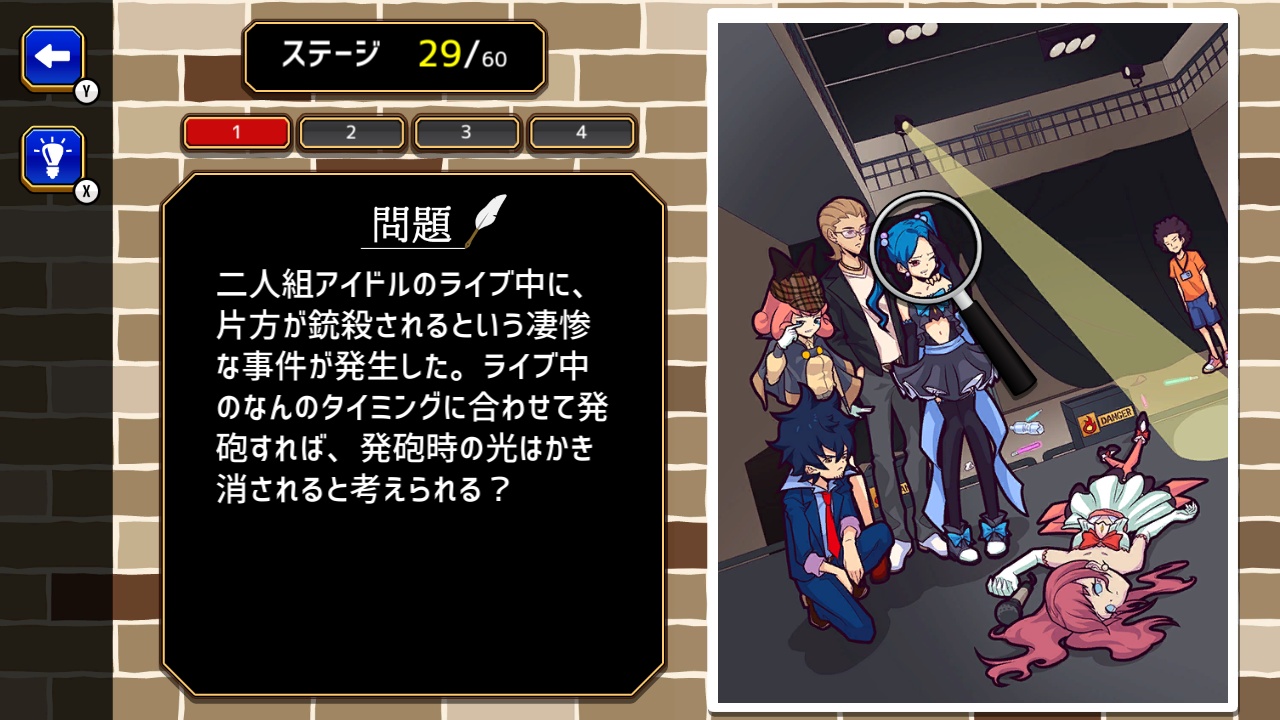 Y
X
ステージ 29/60
1 2 3 4
問題
二人組アイドルのライブ中に、
片方が銃殺されるという凄惨
な事件が発生した。ライブ中
のなんのタイミングに合わせて発
砲すれば、発砲時の光はかき
消されると考えられる？
DANGER